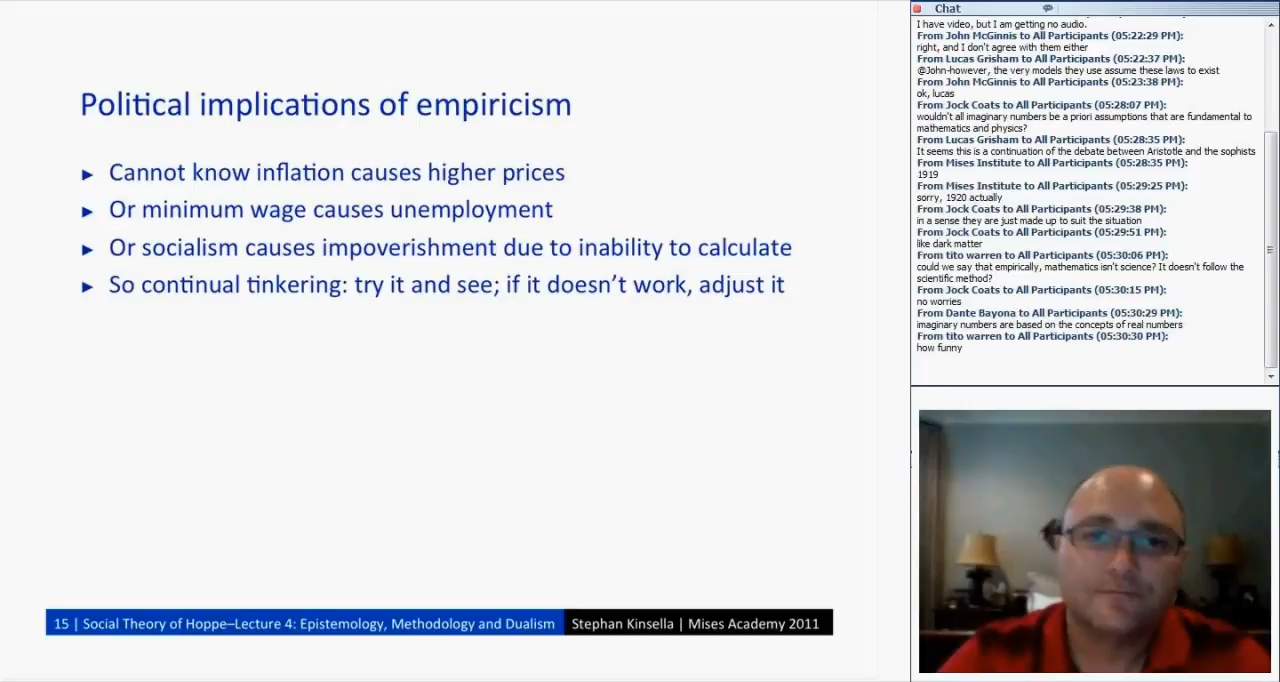 Political implications of empiricism
► Cannot know inflation causes higher prices
► Or minimum wage causes unemployment
► Or socialism causes impoverishment due to inability to calculate
► So continual tinkering: try it and see; if it doesn't work, adjust it
15 | Social Theory of Hoppe–Lecture 4: Epistemology, Methodology and Dualism
Stephan Kinsella | Mises Academy 2011
Chat
I have video, but I am getting no audio.
From John McGinnis to All Participants (05:22:29 PM):
right, and I don't agree with them either
From Lucas Grisham to All Participants (05:22:37 PM):
@John-however, the very models they use assume these laws to exist
From John McGinnis to All Participants (05:23:38 PM):
ok, lucas
From Jock Coats to All Participants (05:28:07 PM):
wouldn't all imaginary numbers be a priori assumptions that are fundamental to
mathematics and physics?
From Lucas Grisham to All Participants (05:28:35 PM):
It seems this is a continuation of the debate between Aristotle and the sophists
From Mises Institute to All Participants (05:28:35 PM):
1919
From Mises Institute to All Participants (05:29:25 PM):
sorry, 1920 actually
From Jock Coats to All Participants (05:29:38 PM):
in a sense they are just made up to suit the situation
From Jock Coats to All Participants (05:29:51 PM):
like dark matter
From tito warren to All Participants (05:30:06 PM):
could we say that empirically, mathematics isn't science? It doesn't follow the
scientific method?
From Jock Coats to All Participants (05:30:15 PM):
no worries
From Dante Bayona to All Participants (05:30:29 PM):
imaginary numbers are based on the concepts of real numbers
From tito warren to All Participants (05:30:30 PM):
how funny